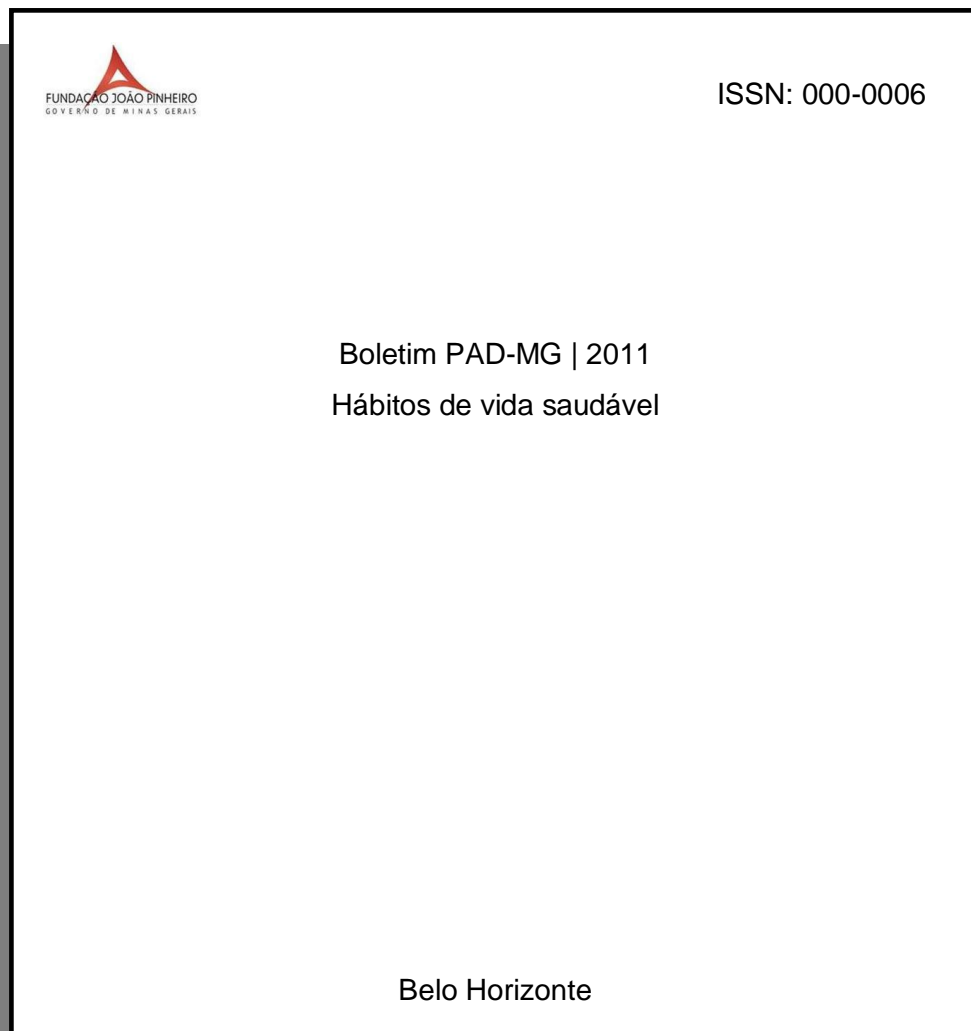 FUNDAÇÃO JOÃO PINHEIRO
GOVERNO DE MINAS GERAIS
ISSN: 000-0006
Boletim PAD-MG | 2011
Hábitos de vida saudável
Belo Horizonte